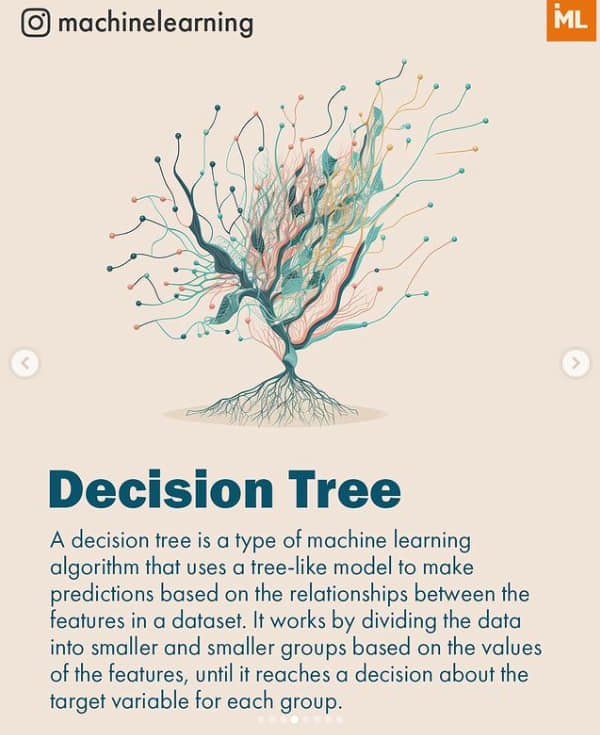 machinelearning
ML
Decision Tree
A decision tree is a type of machine learning
algorithm that uses a tree-like model to make
predictions based on the relationships between the
features in a dataset. It works by dividing the data
into smaller and smaller groups based on the values
of the features, until it reaches a decision about the
target variable for each group.